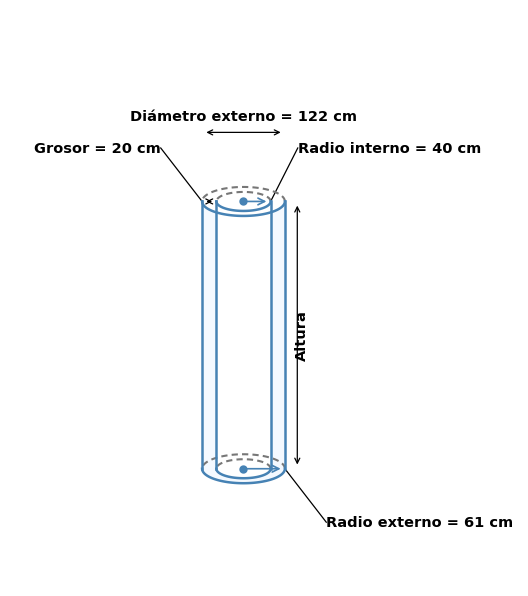 Diámetro externo = 122 cm
Grosor = 20 cm
Radio interno = 40 cm
Altura
Radio externo = 61 cm